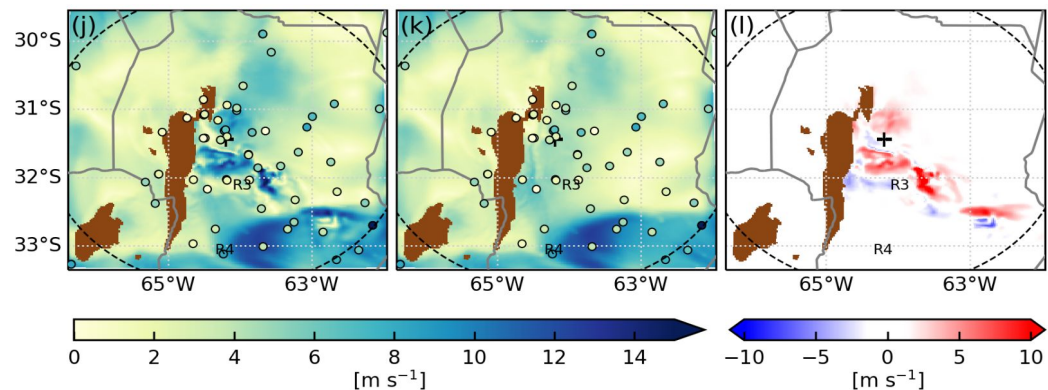 (j) (k) (l)
30°S
31°S
32°S
33°S
R3 R3 R3
R4 R4 R4
65°W 63°W 65°W 63°W 65°W 63°W
0 2 4 6 8 10 12 14 −10 −5 0 5 10
[m s⁻¹] [m s⁻¹]